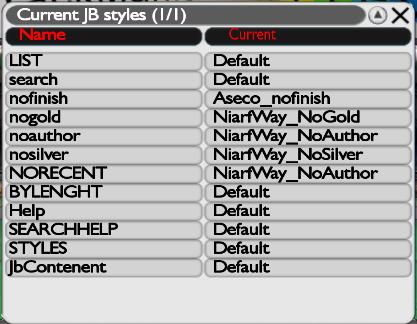 Current JB styles (1/1)
Name Current
LIST Default
search Default
nofinish Aseco_nofinish
nogold NiarfWay_NoGold
noauthor NiarfWay_NoAuthor
nosilver NiarfWay_NoSilver
NORECENT NiarfWay_NoAuthor
BYLENGHT Default
Help Default
SEARCHHELP Default
STYLES Default
JbContenent Default